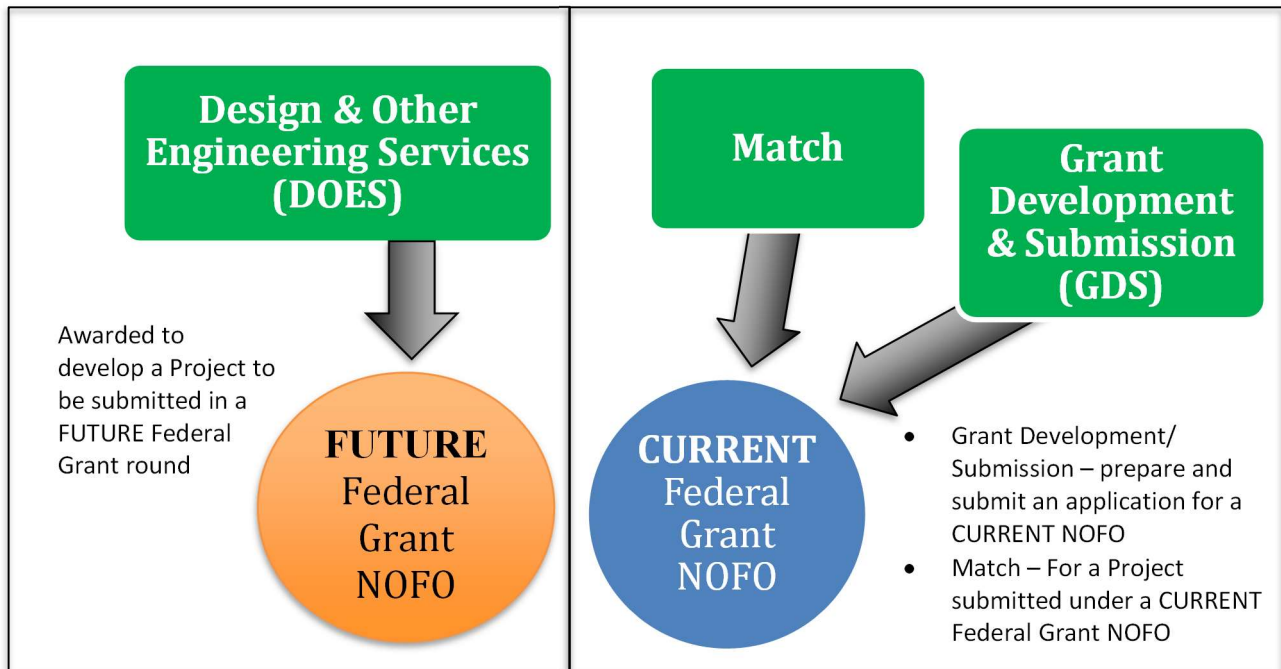 Design & Other
Engineering Services
(DOES)
Awarded to
develop a Project to
be submitted in a
FUTURE Federal
Grant round
FUTURE
Federal
Grant
NOFO
Match
Grant
Development
& Submission
(GDS)
CURRENT
Federal
Grant
NOFO
• Grant Development/
Submission – prepare and
submit an application for a
CURRENT NOFO
• Match – For a Project
submitted under a CURRENT
Federal Grant NOFO